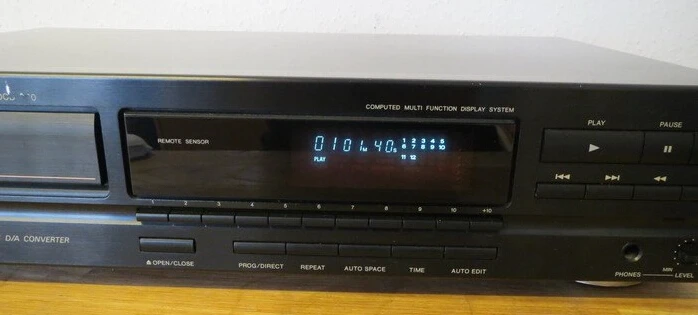 COMPUTED MULTI FUNCTION DISPLAY SYSTEM
PLAY
PAUSE
REMOTE SENSOR
0101M 40S
1 2 3 4 5
6 7 8 9 10
11 12
PLAY
1 2 3 4 5 6 7 8 9 10 +10
D/A CONVERTER
OPEN/CLOSE
PROG/DIRECT
REPEAT
AUTO SPACE
TIME
AUTO EDIT
PHONES
MIN
LEVEL